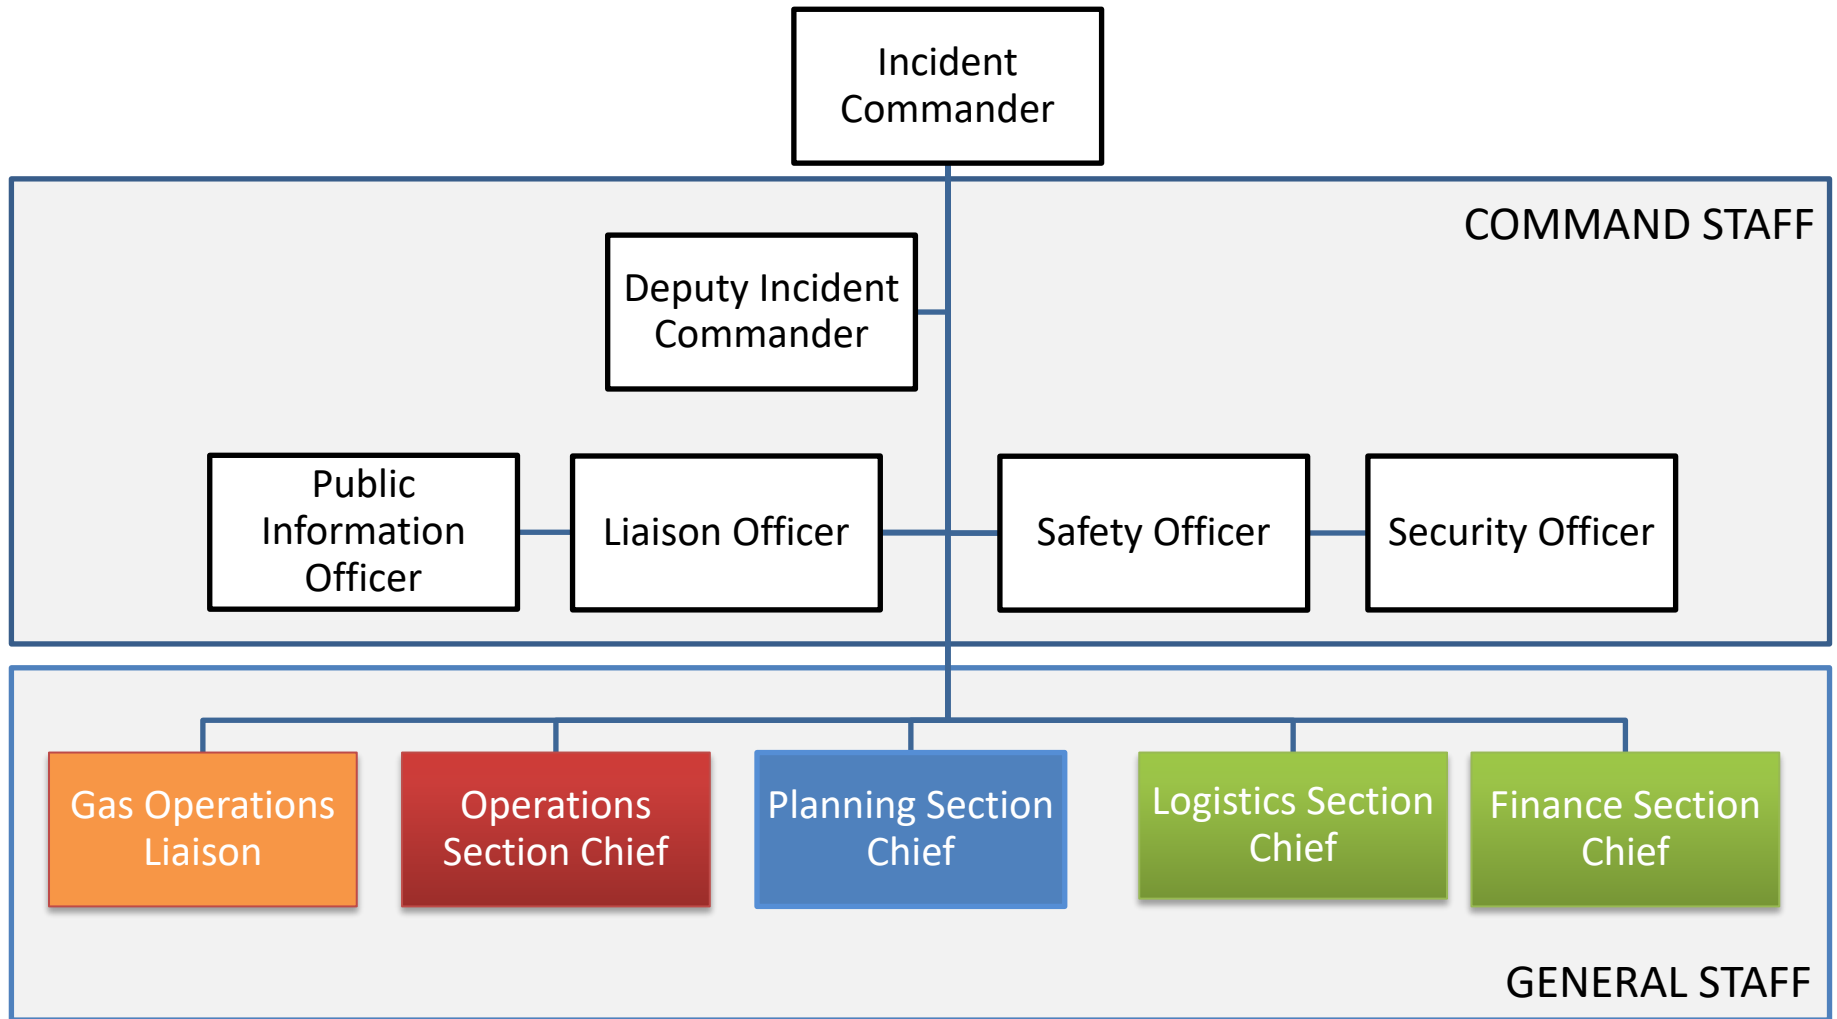 Incident
Commander
COMMAND STAFF
Deputy Incident
Commander
Public
Information
Officer
Liaison Officer
Safety Officer
Security Officer
Gas Operations
Liaison
Operations
Section Chief
Planning Section
Chief
Logistics Section
Chief
Finance Section
Chief
GENERAL STAFF